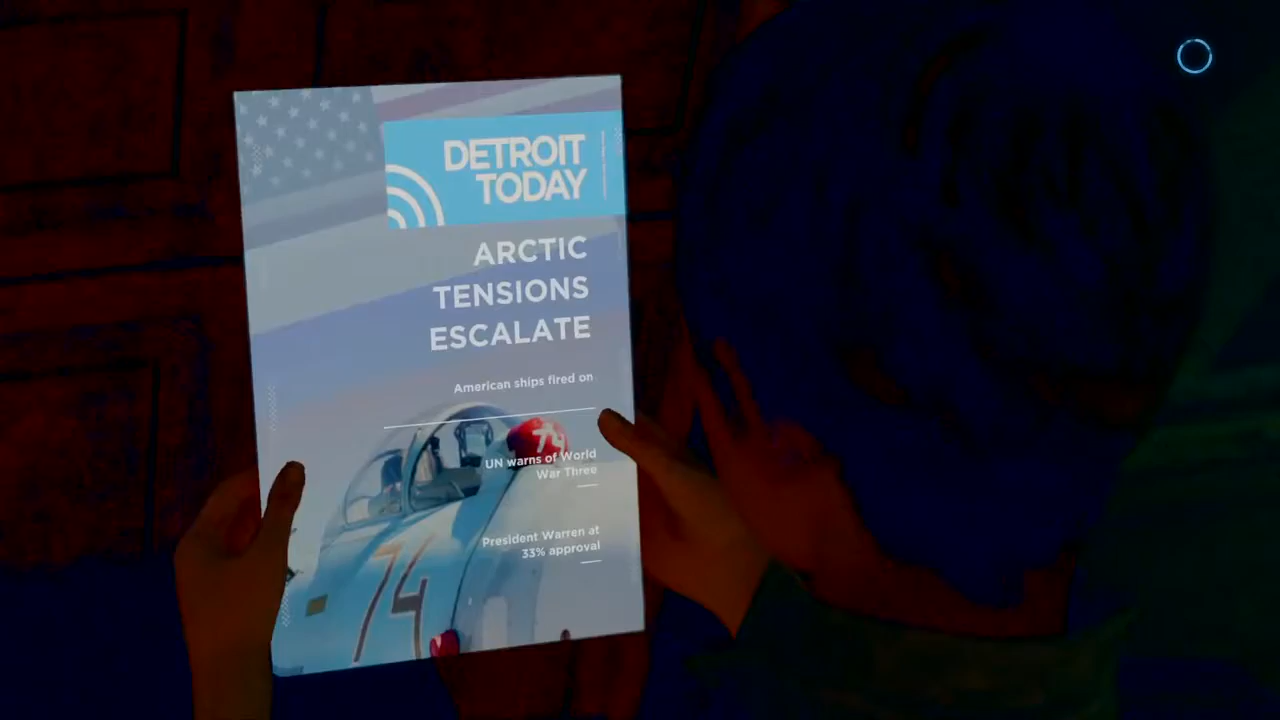 DETROIT
TODAY
ARCTIC
TENSIONS
ESCALATE
American ships fired on
74
UN warns of World
War Three
President Warren at
33% approval
74